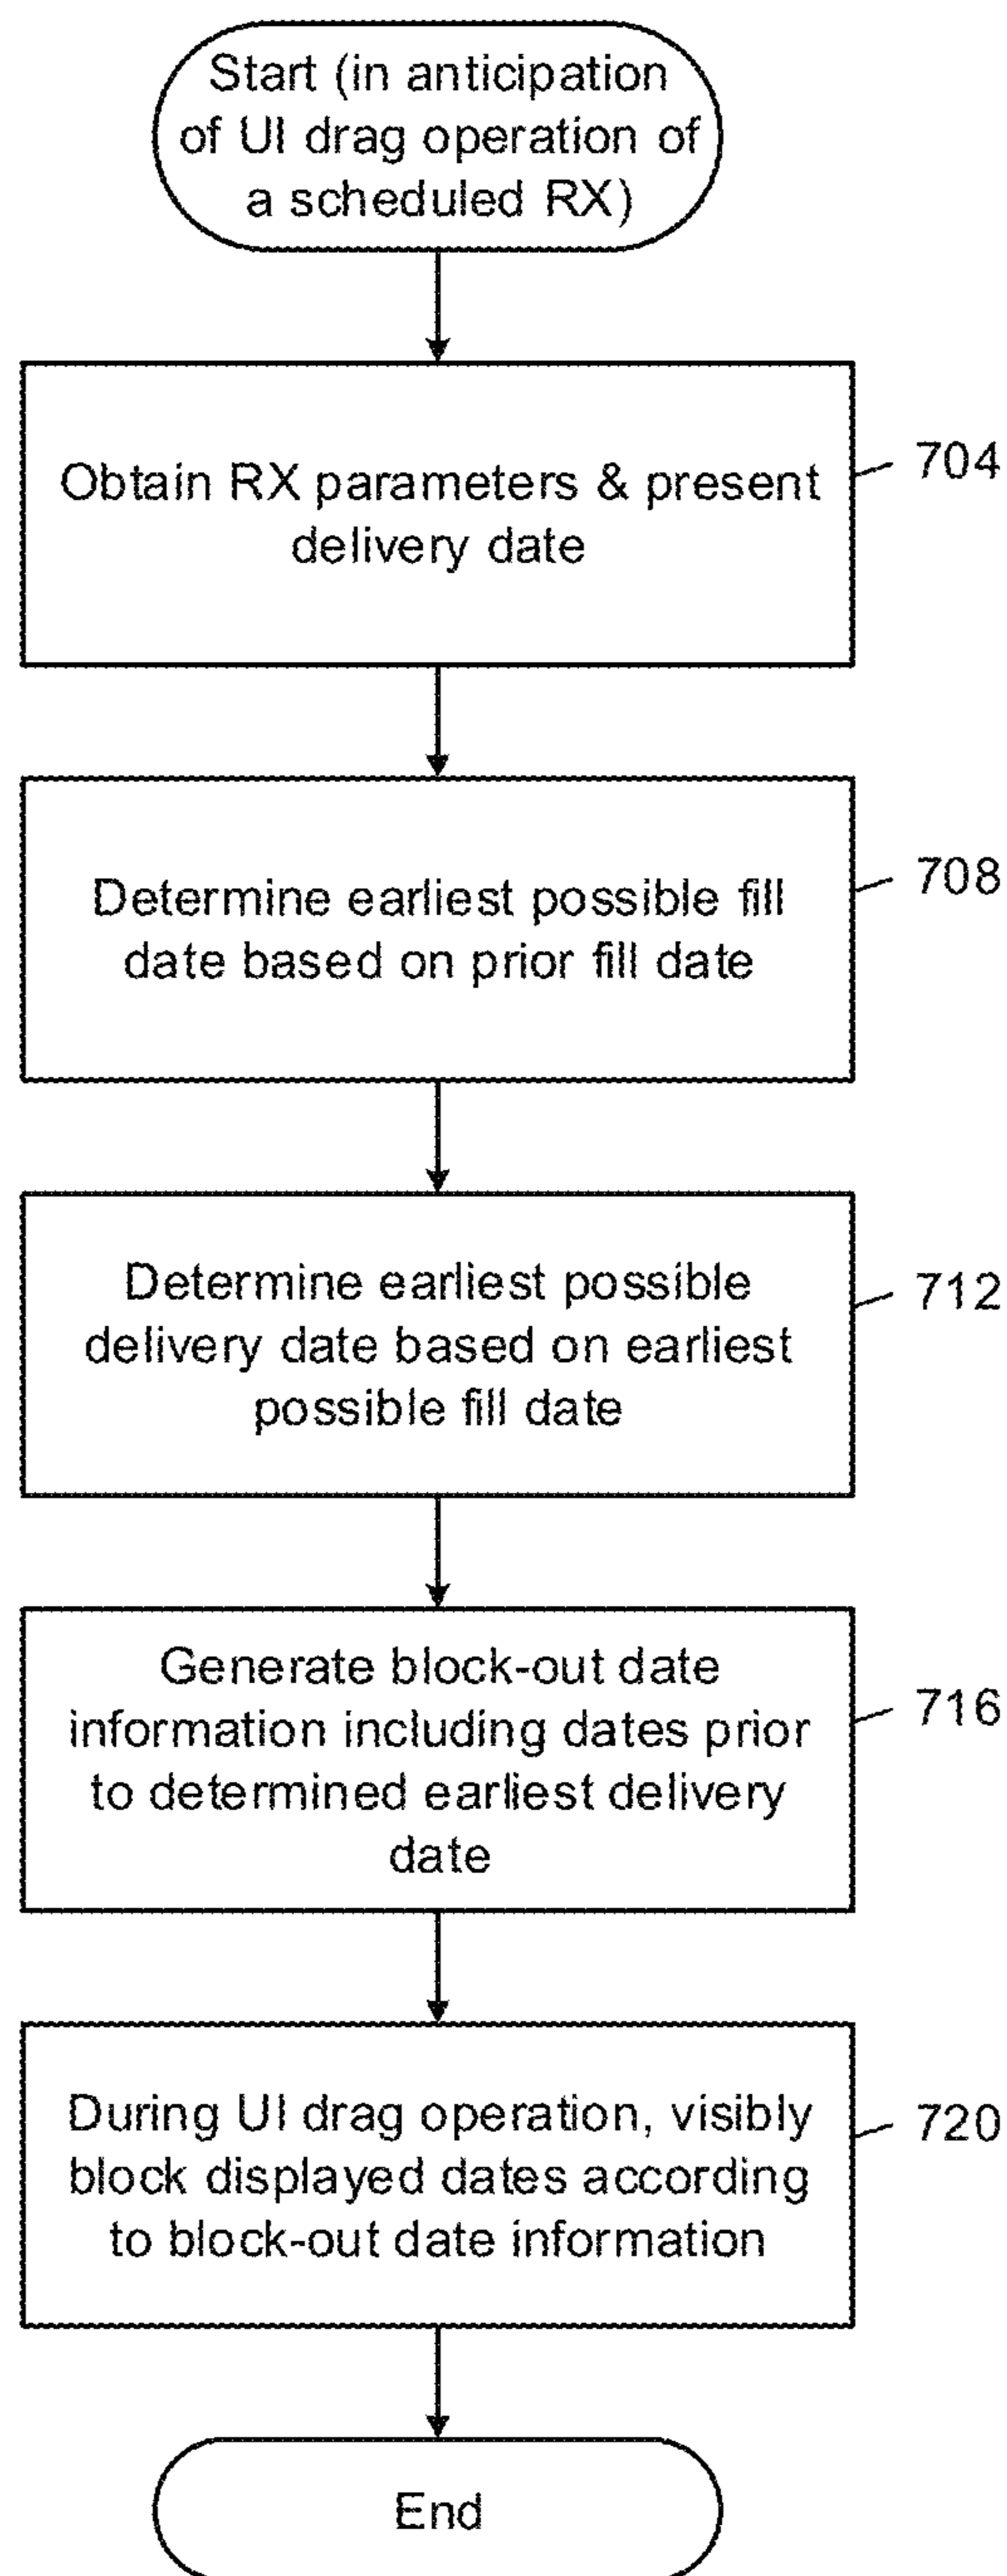 Start (in anticipation
of UI drag operation of
a scheduled RX)
Obtain RX parameters & present
delivery date
704
Determine earliest possible fill
date based on prior fill date
708
Determine earliest possible
delivery date based on earliest
possible fill date
712
Generate block-out date
information including dates prior
to determined earliest delivery
date
716
During UI drag operation, visibly
block displayed dates according
to block-out date information
720
End